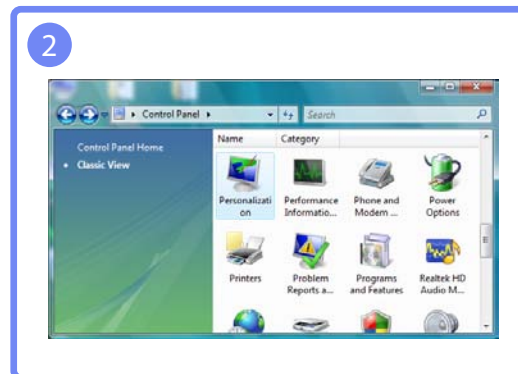 2
Control Panel
Search
Control Panel Home
Classic View
Name Category
Personalizati
on
Performance
Informatio...
Phone and
Modem ...
Power
Options
Printers
Problem
Reports a...
Programs
and Features
Realtek HD
Audio M...